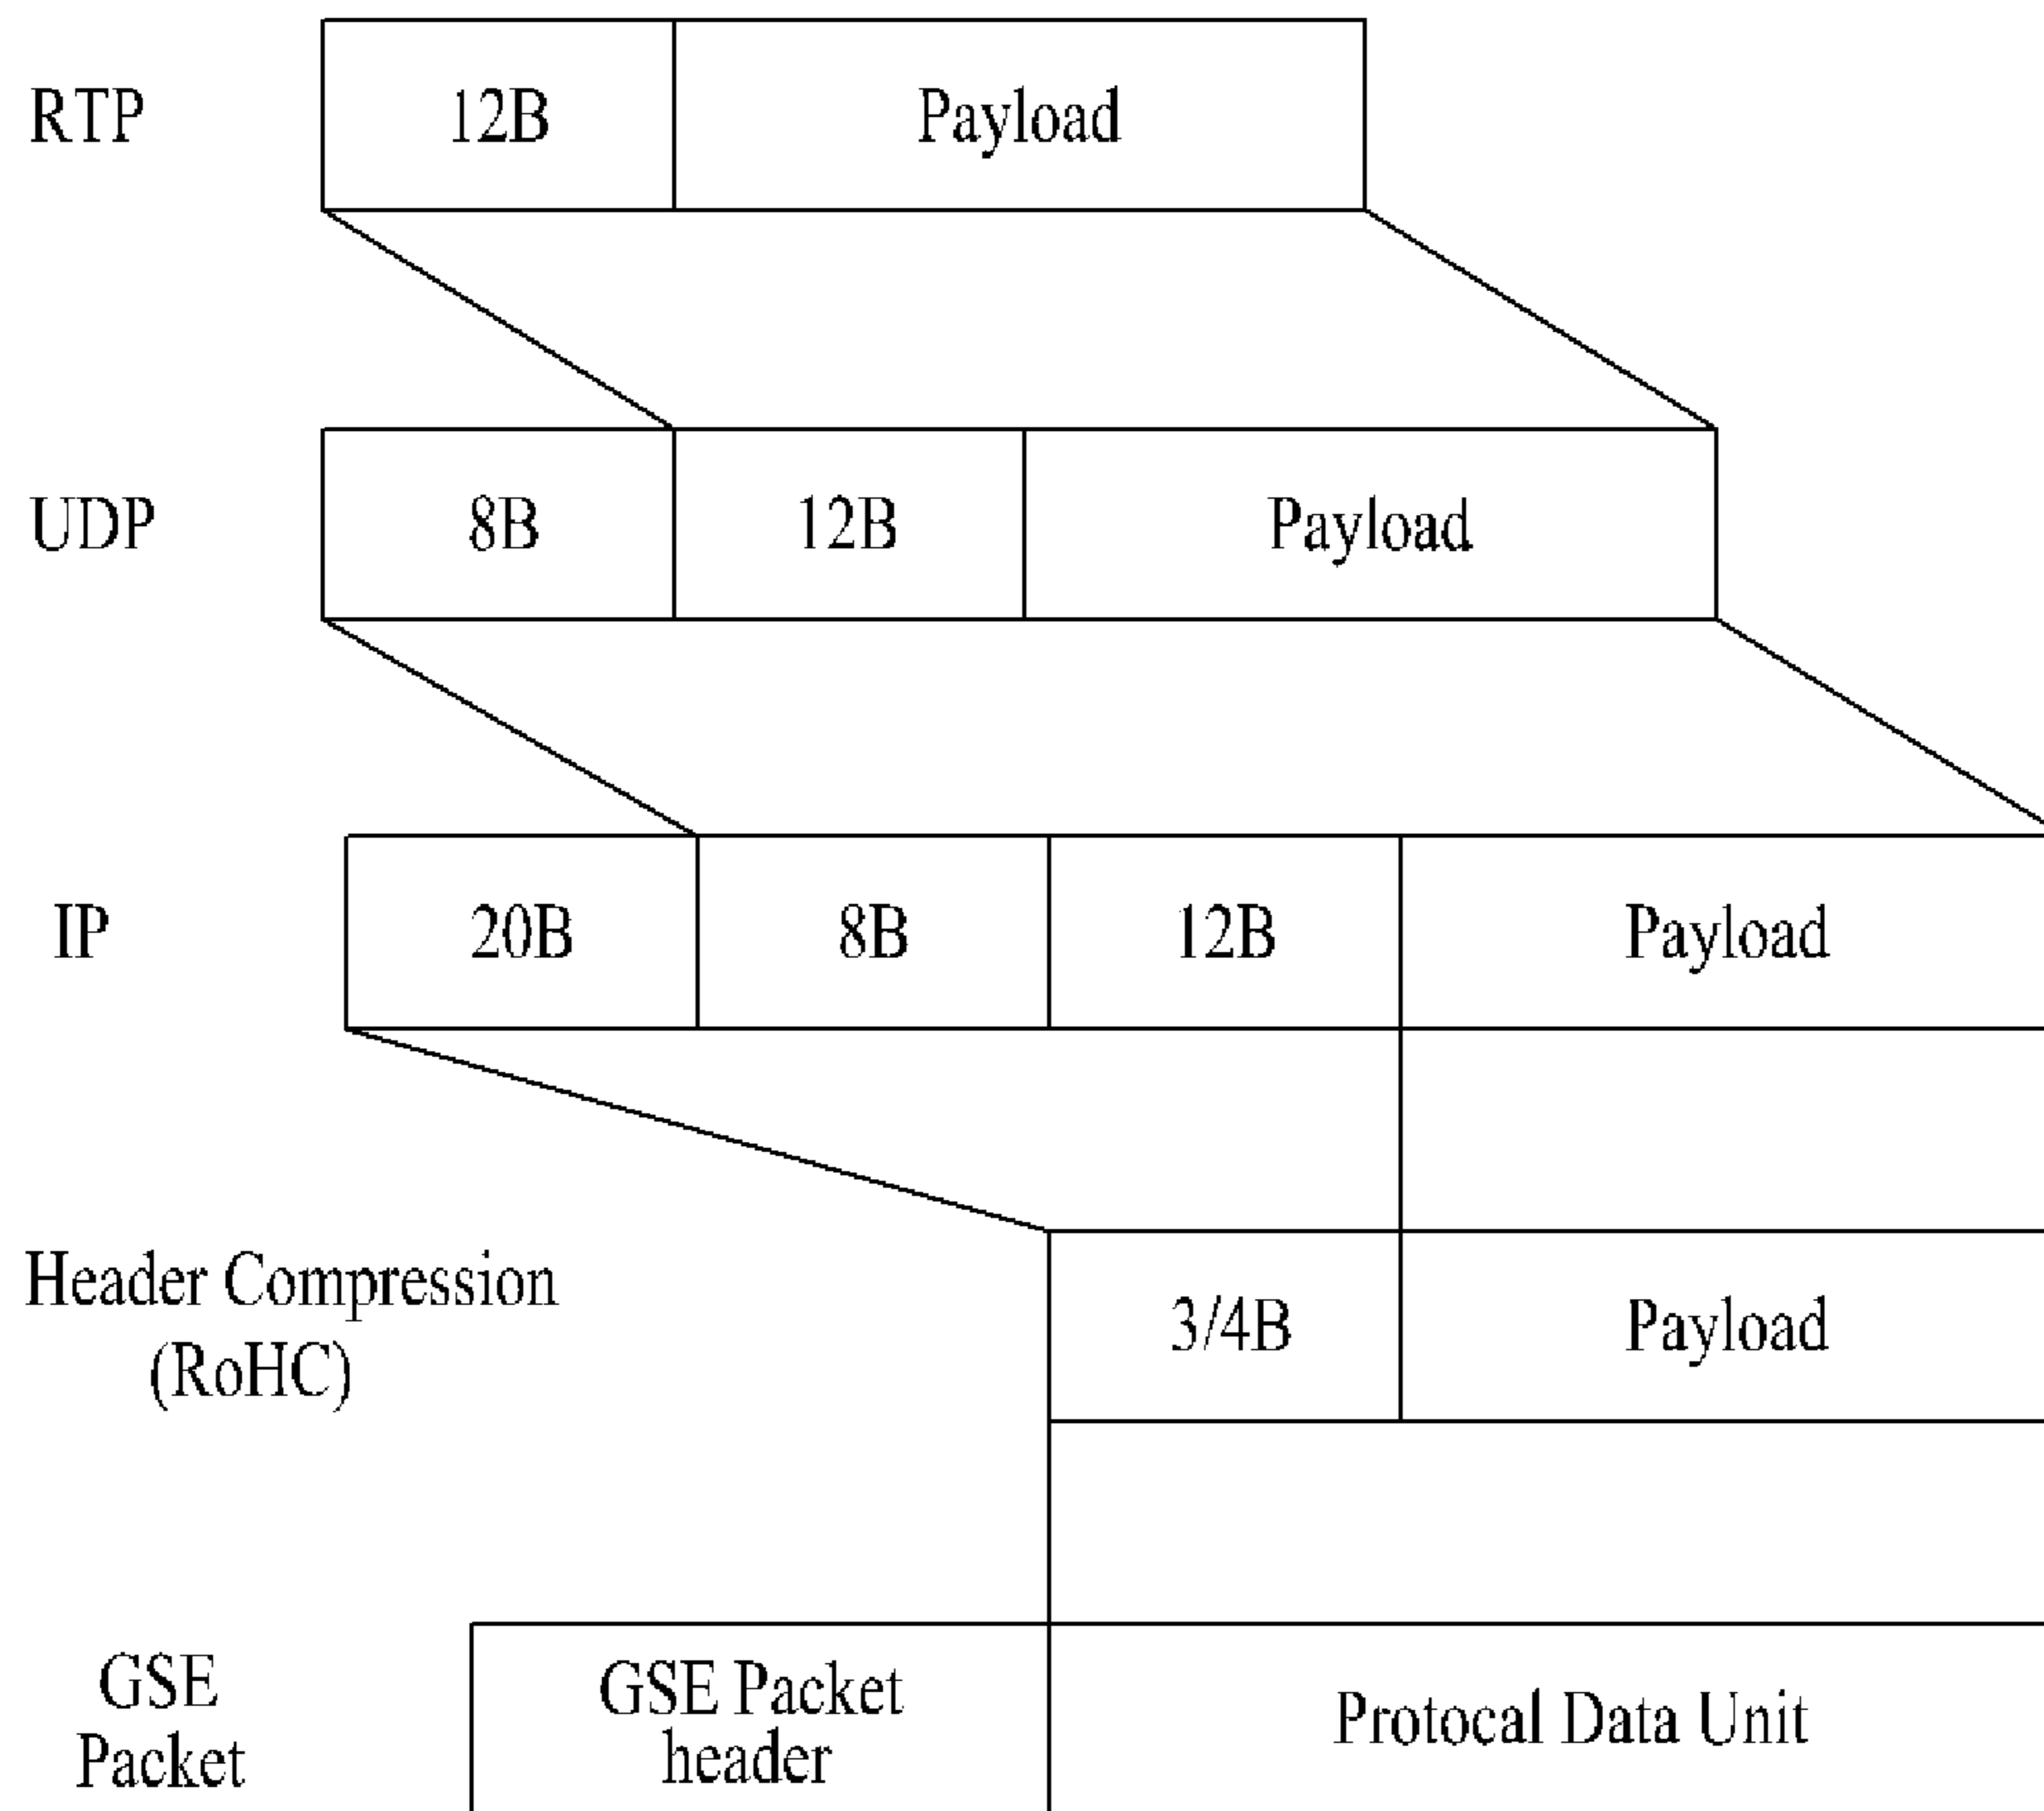 RTP 12B Payload
UDP 8B 12B Payload
IP 20B 8B 12B Payload
Header Compression
(RoHC)
3/4B Payload
GSE
Packet
GSE Packet
header
Protocal Data Unit